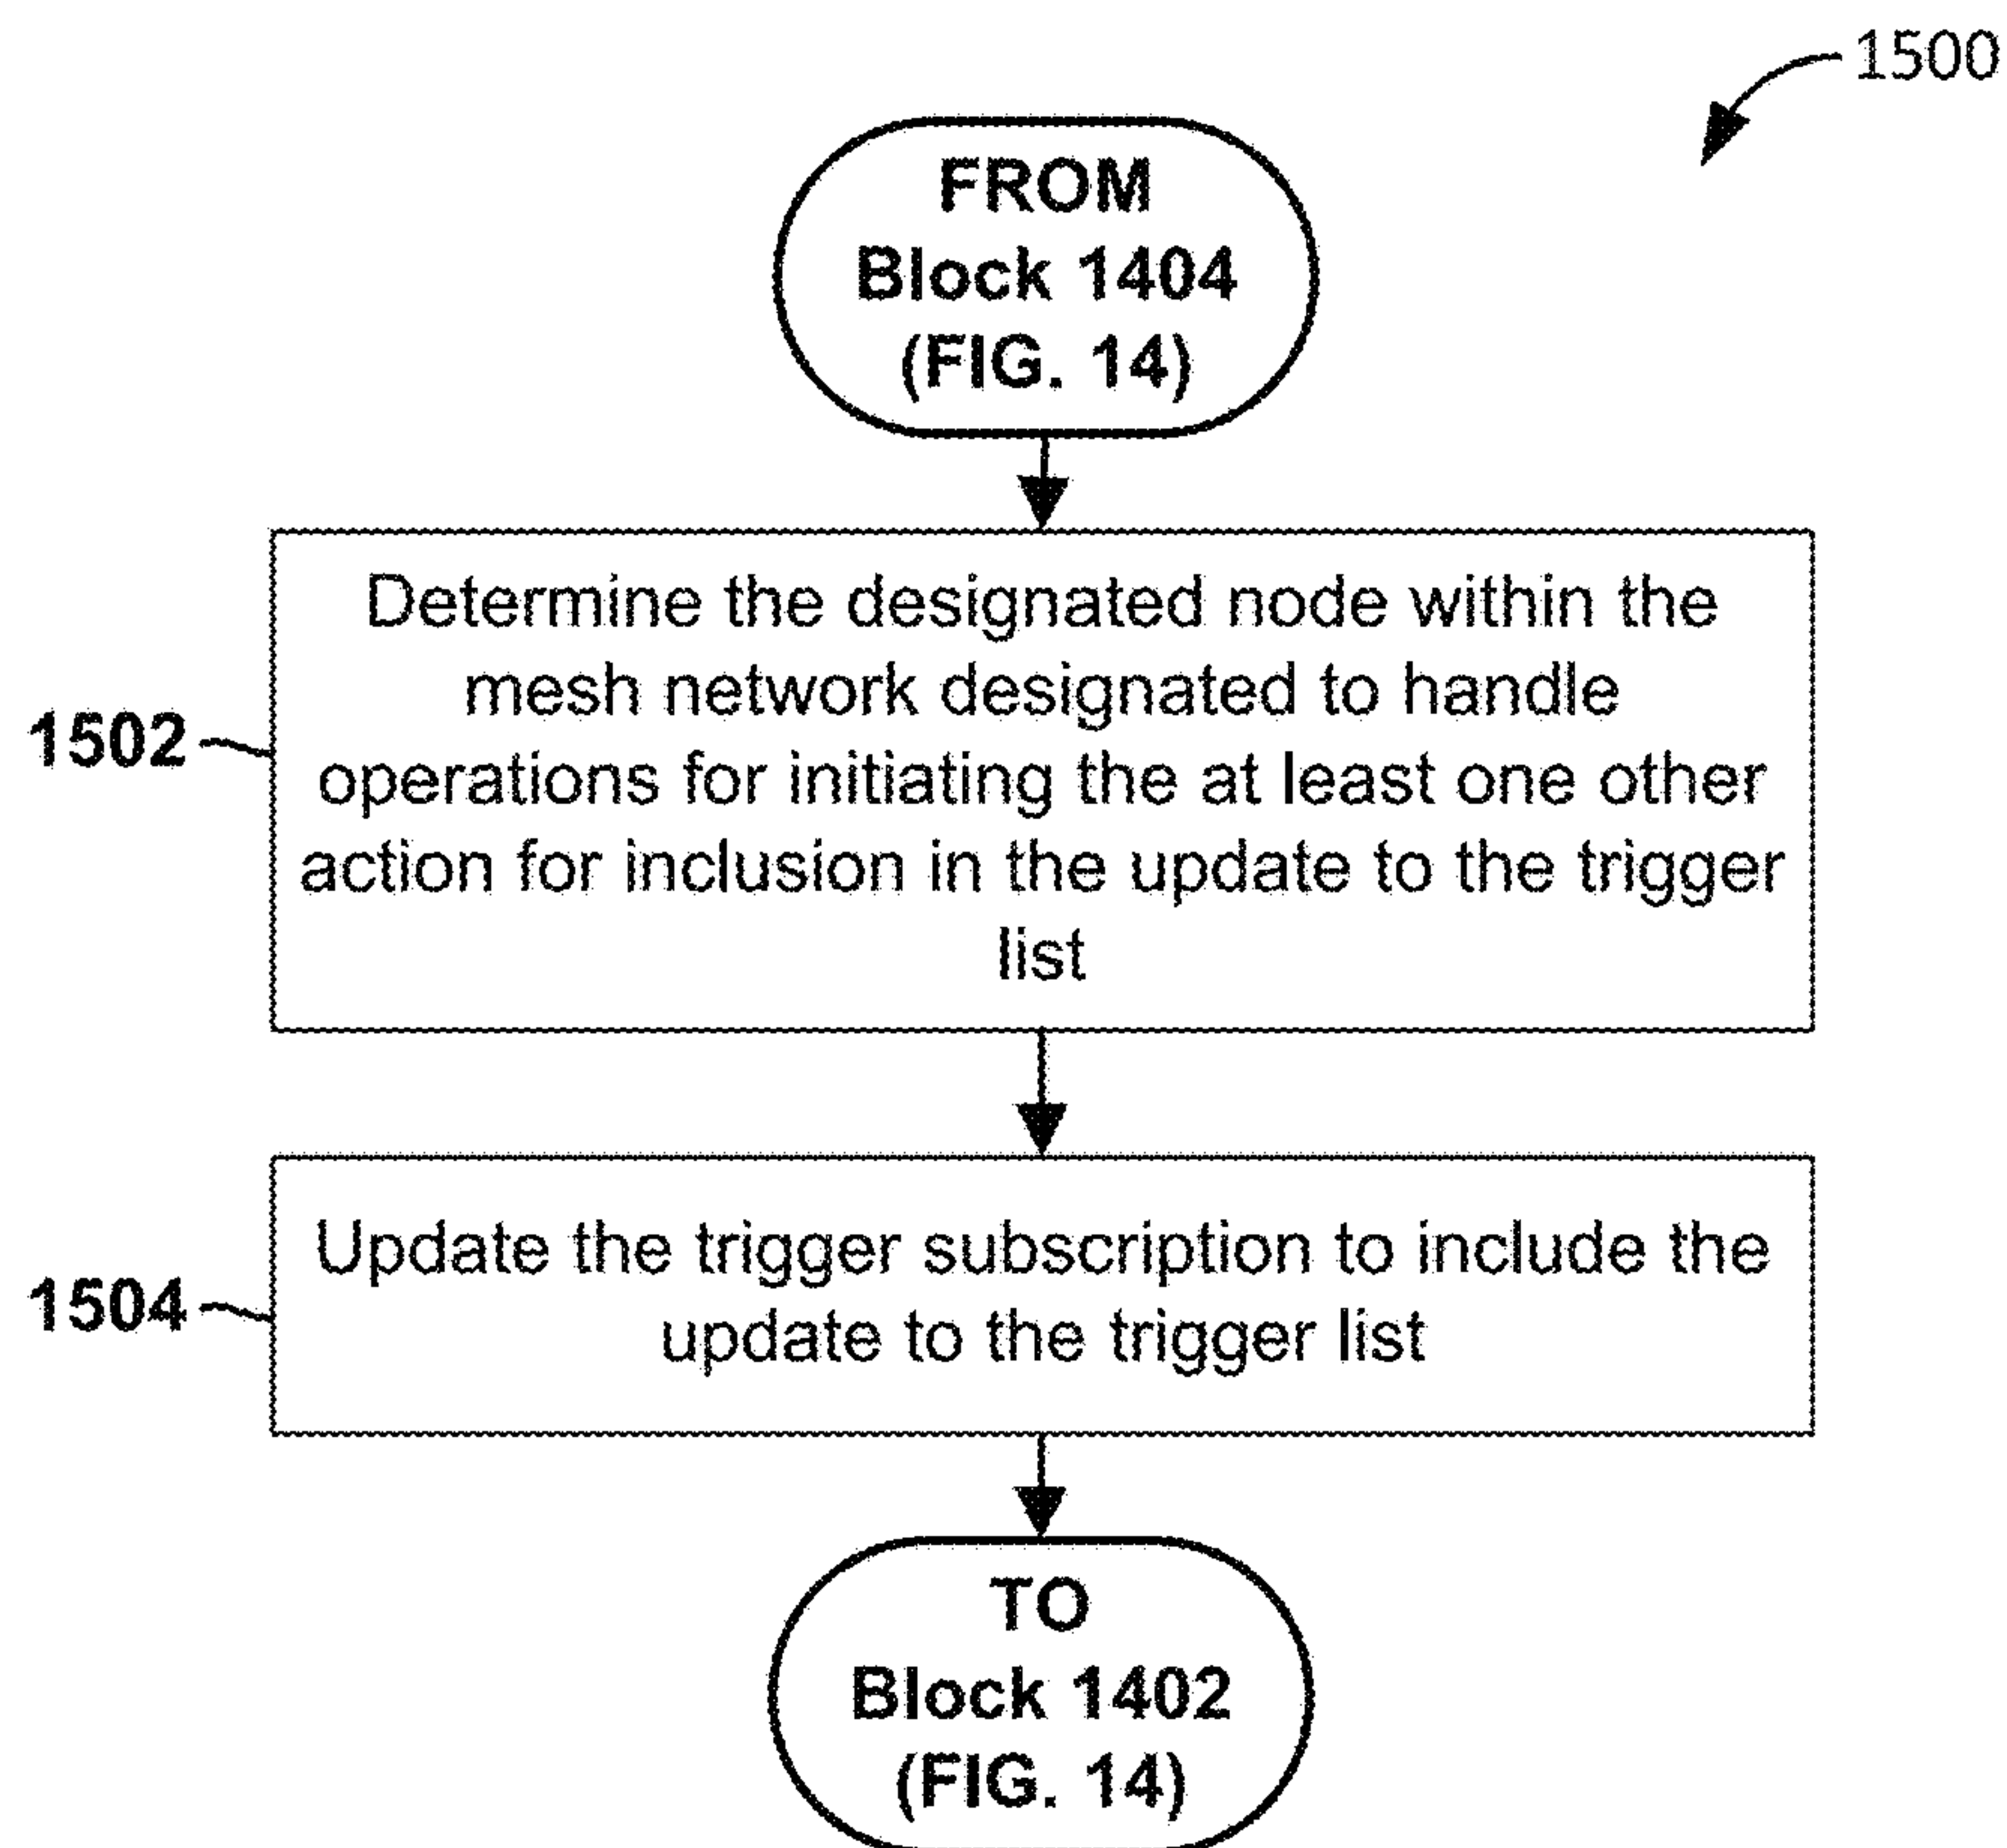 1500
FROM
Block 1404
(FIG. 14)
Determine the designated node within the
mesh network designated to handle
operations for initiating the at least one other
action for inclusion in the update to the trigger
list
1502
Update the trigger subscription to include the
update to the trigger list
1504
TO
Block 1402
(FIG. 14)